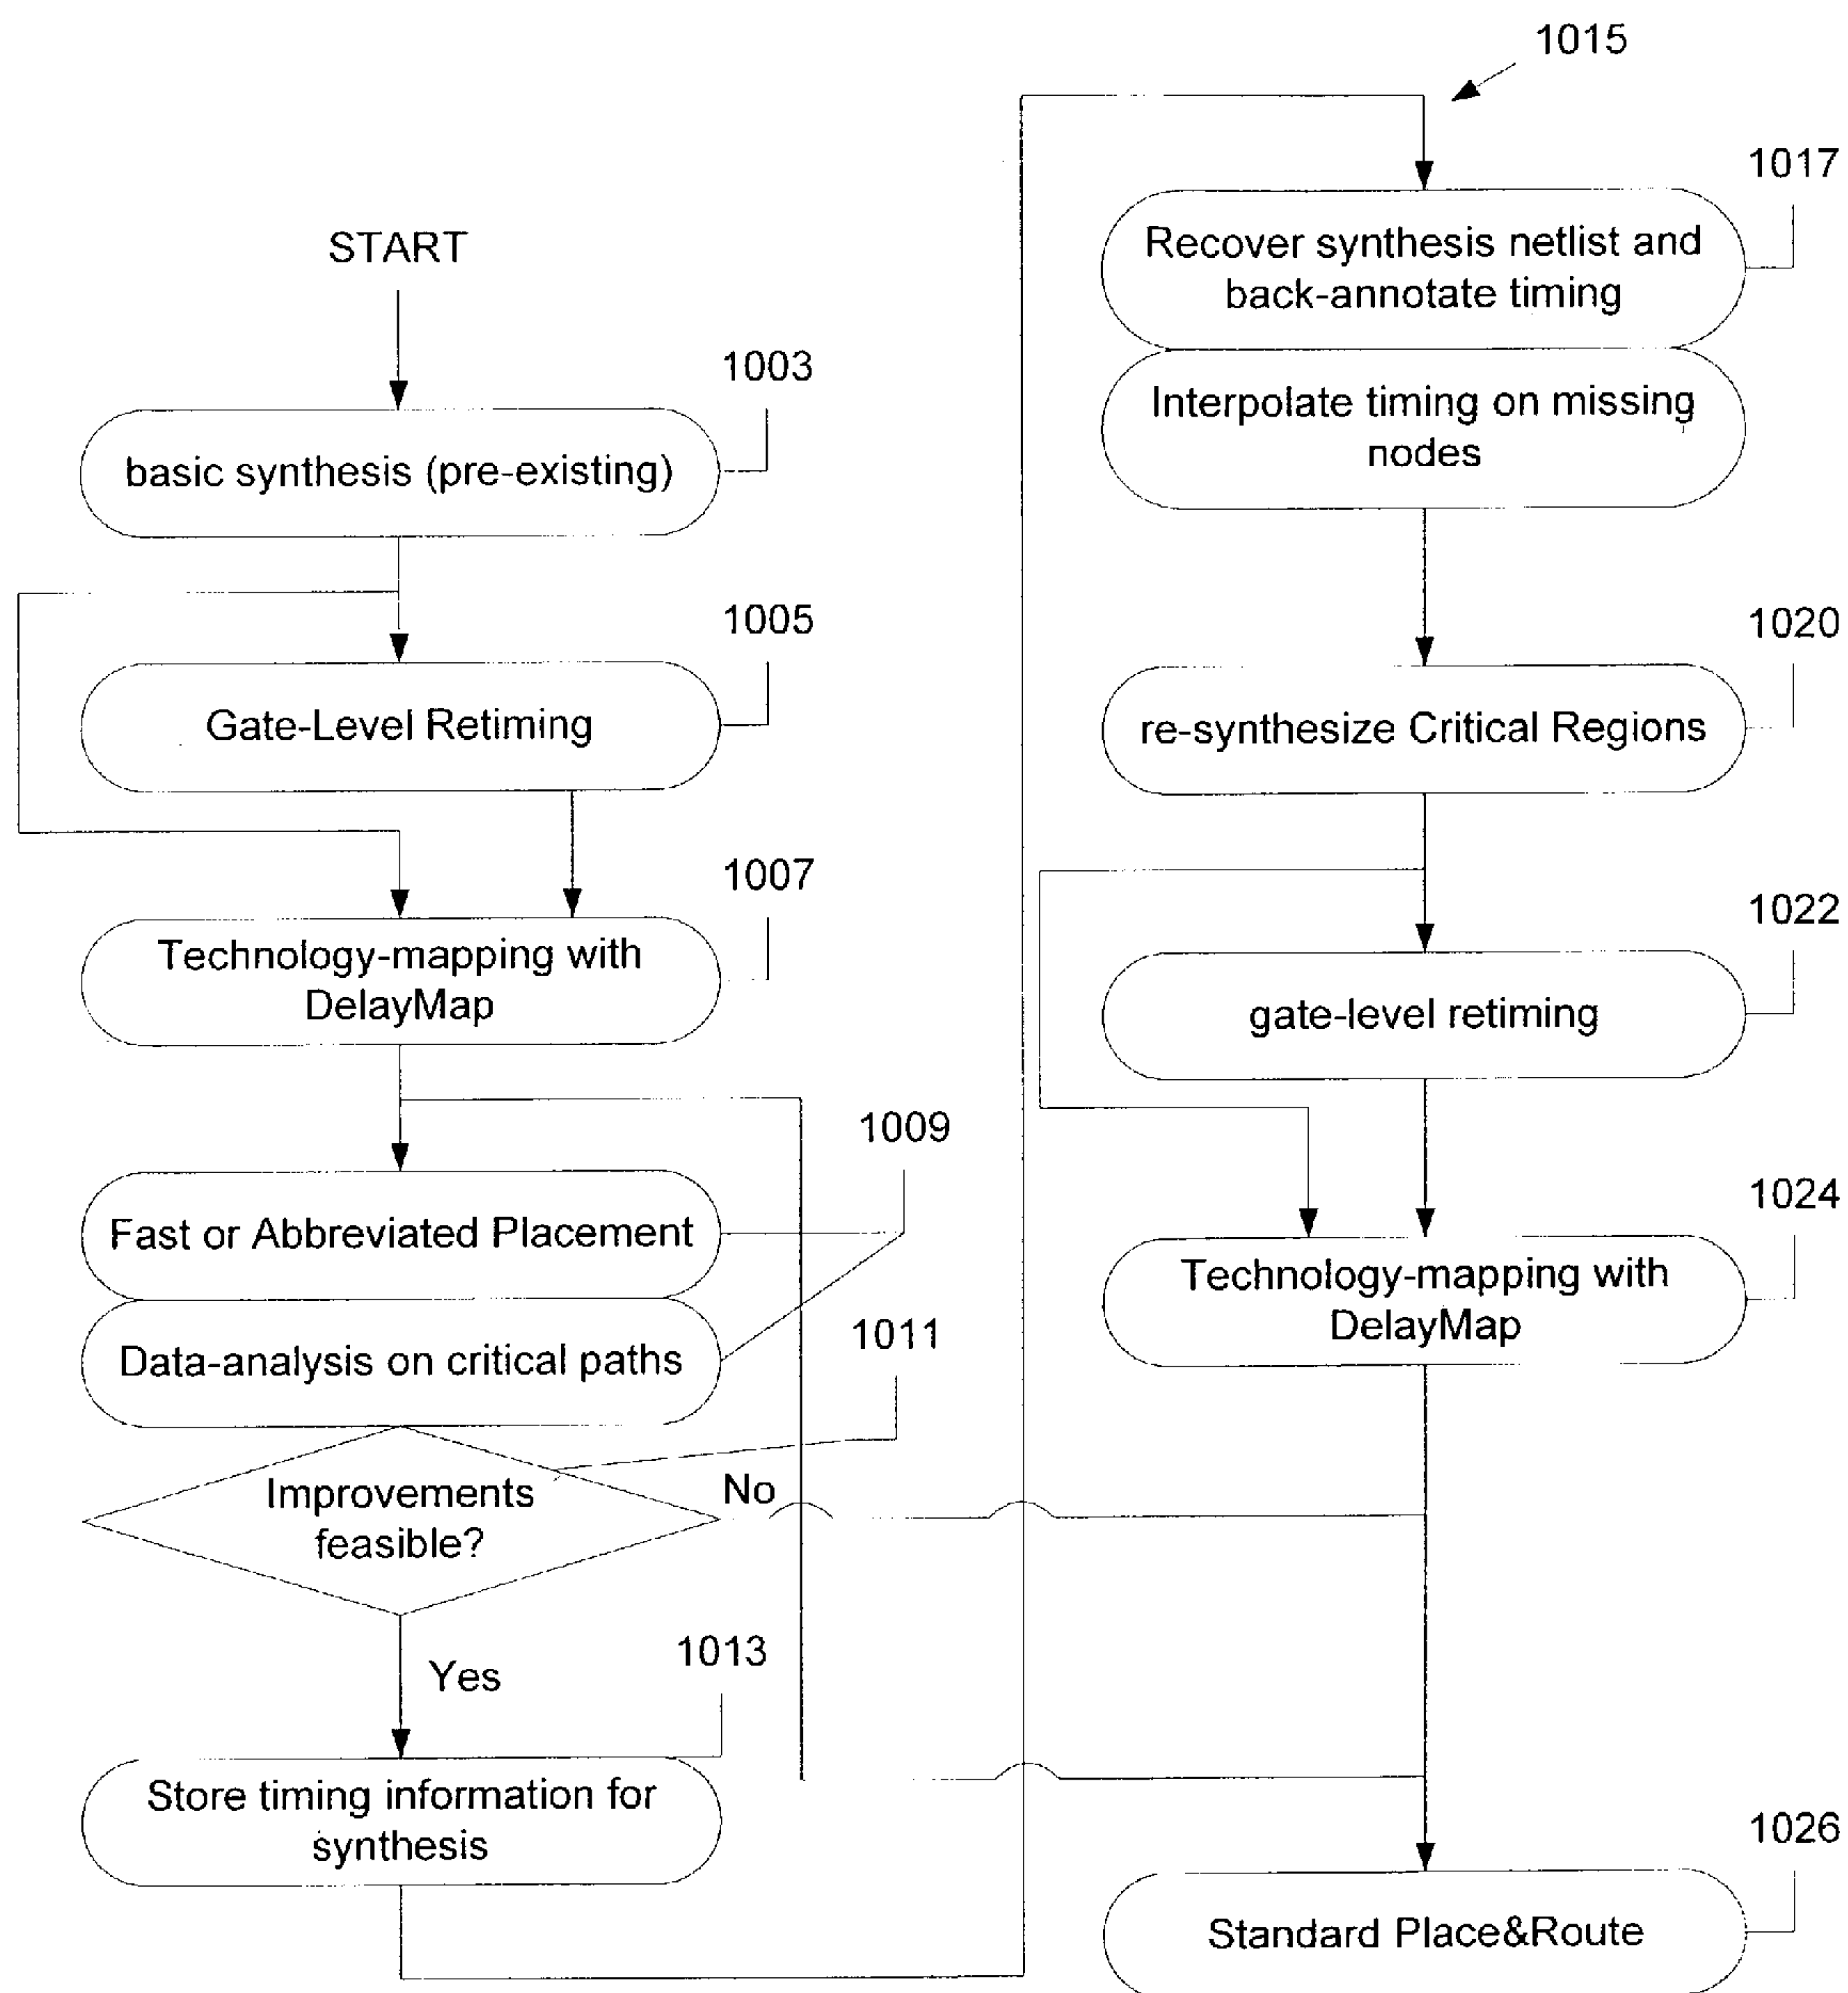 START
1003
basic synthesis (pre-existing)
1005
Gate-Level Retiming
1007
Technology-mapping with
DelayMap
1009
Fast or Abbreviated Placement
Data-analysis on critical paths
1011
Improvements
feasible?
No
Yes
1013
Store timing information for
synthesis
1015
1017
Recover synthesis netlist and
back-annotate timing
Interpolate timing on missing
nodes
1020
re-synthesize Critical Regions
1022
gate-level retiming
1024
Technology-mapping with
DelayMap
1026
Standard Place&Route